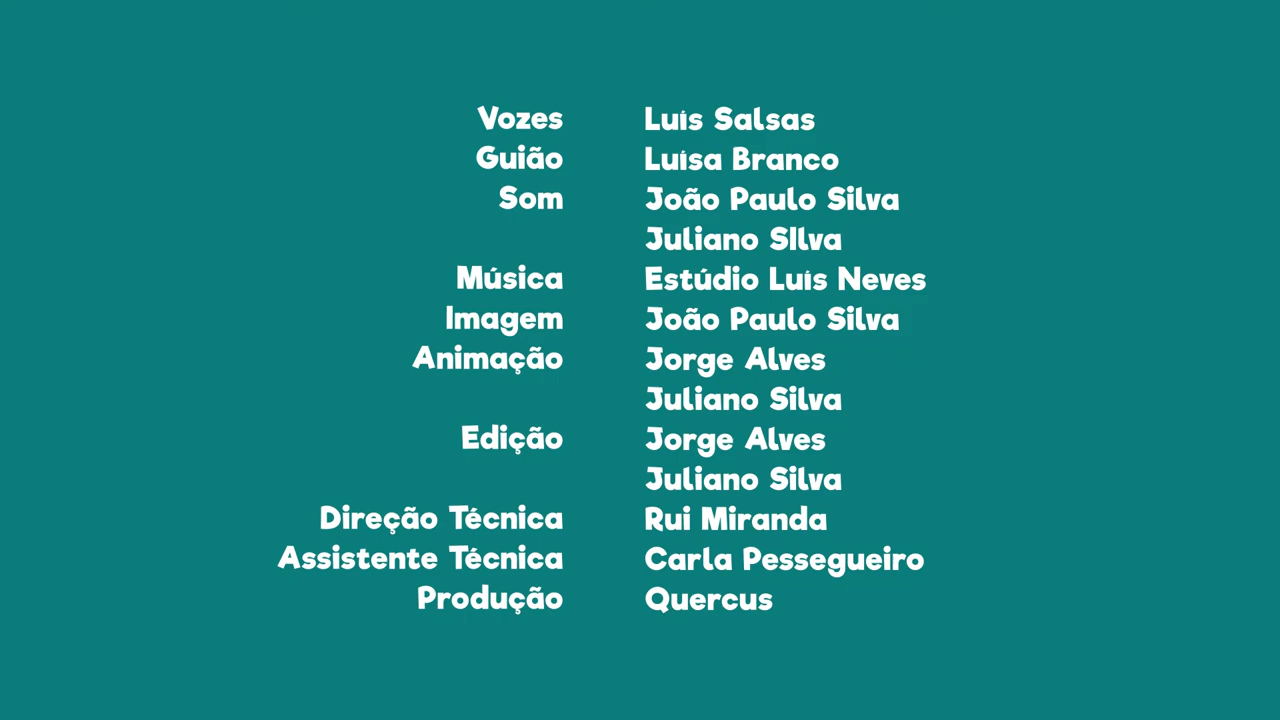 Vozes Luís Salsas
Guião Luísa Branco
Som João Paulo Silva
Juliano SIlva
Música Estúdio Luís Neves
Imagem João Paulo Silva
Animação Jorge Alves
Juliano Silva
Edição Jorge Alves
Juliano Silva
Direção Técnica Rui Miranda
Assistente Técnica Carla Pessegueiro
Produção Quercus